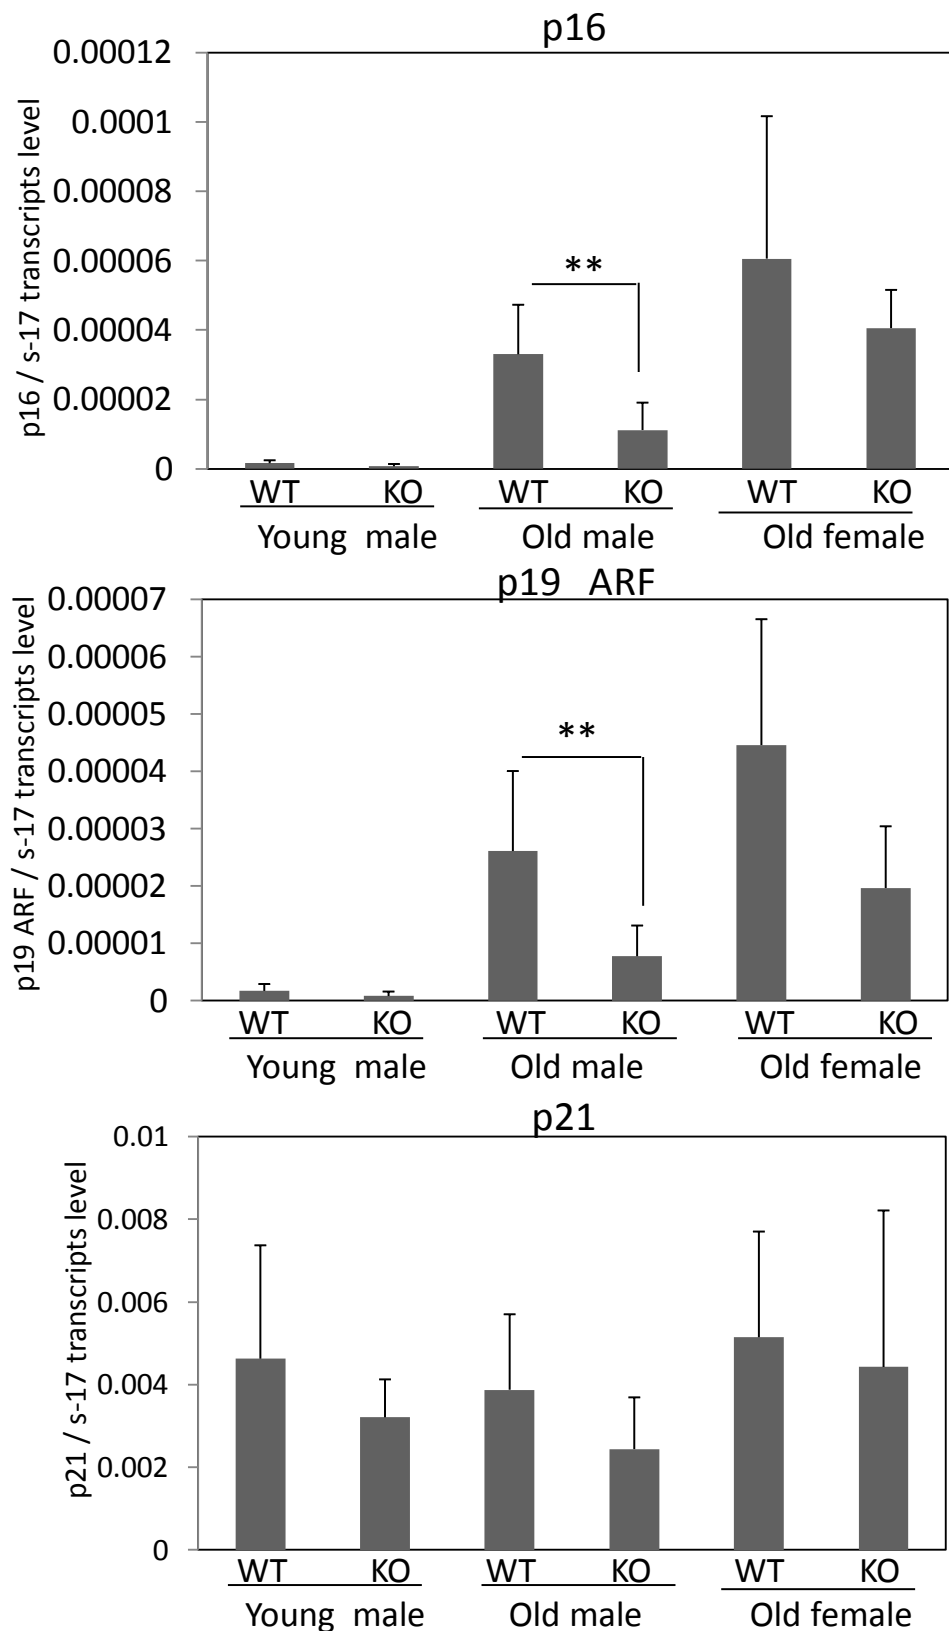 p16
p16 / s-17 transcripts level
0.00012
0.0001
0.00008
0.00006
0.00004
0.00002
0
**
WT KO WT KO WT KO
Young male Old male Old female
p19 ARF
p19 ARF / s-17 transcripts level
0.00007
0.00006
0.00005
0.00004
0.00003
0.00002
0.00001
0
**
WT KO WT KO WT KO
Young male Old male Old female
p21
p21 / s-17 transcripts level
0.01
0.008
0.006
0.004
0.002
0
WT KO WT KO WT KO
Young male Old male Old female